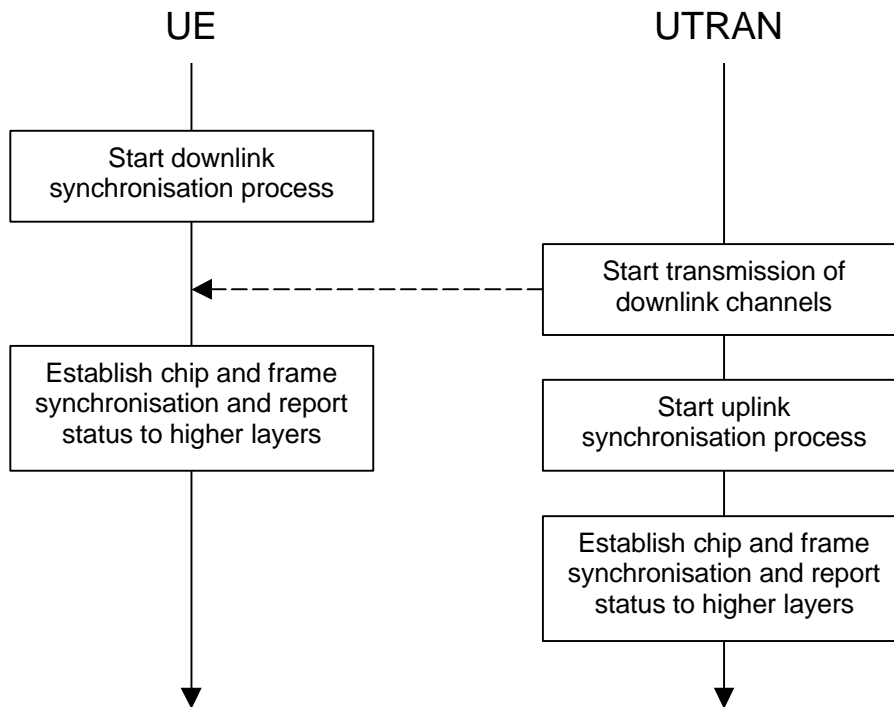 UE
UTRAN
Start downlink
synchronisation process
Start transmission of
downlink channels
Establish chip and frame
synchronisation and report
status to higher layers
Start uplink
synchronisation process
Establish chip and frame
synchronisation and report
status to higher layers